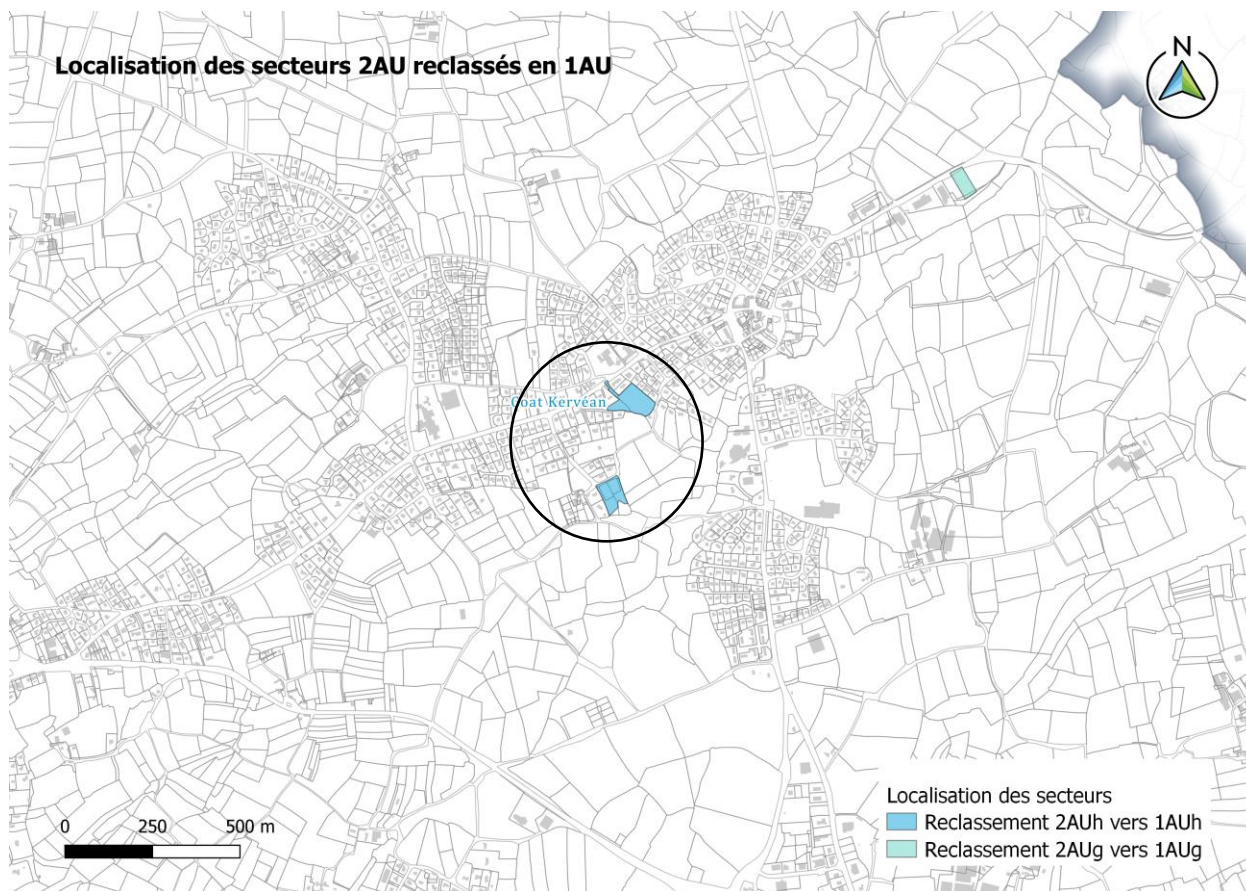 Localisation des secteurs 2AU reclassés en 1AU
N
Coat Kervéan
0 250 500 m
Localisation des secteurs
Reclassement 2AUh vers 1AUh
Reclassement 2AUg vers 1AUg